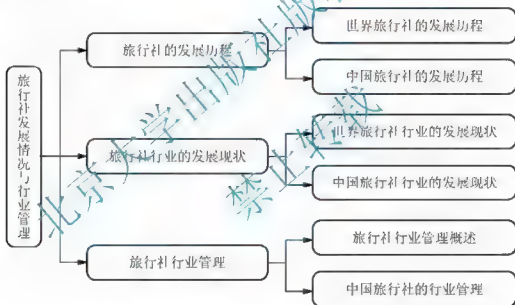 旅行社发展情况与行业管理
旅行社的发展历程
世界旅行社的发展历程
中国旅行社的发展历程
旅行社行业的发展现状
世界旅行社行业的发展现状
中国旅行社行业的发展现状
旅行社行业管理
旅行社行业管理概述
中国旅行社的行业管理
北京大学出版社版权
禁止转载